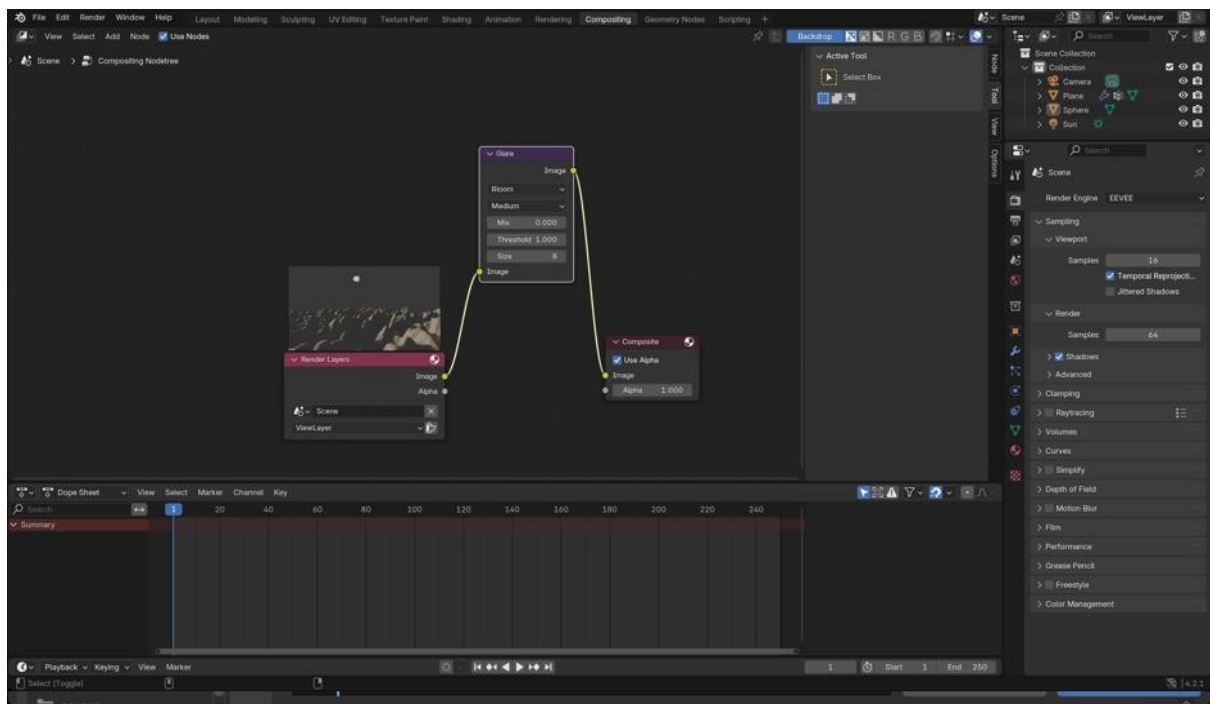 File Edit Render Window Help Layout Modeling Sculpting UV Editing Texture Paint Shading Animation Rendering Compositing Geometry Nodes Scripting + Scene ViewLayer
View Select Add Node Use Nodes Backdrop R G B Search
Scene > Compositing Nodetree
Active Tool
Select Box
Node
Tool
View
Options
Scene Collection
Collection
Camera
Plane
Sphere
Sun
Glare
Image
Bloom
Medium
Mix 0.000
Threshold 1.000
Size 8
Image
Render Layers
Image
Alpha
Scene
ViewLayer
Composite
Use Alpha
Image
Alpha 1.000
Search
Scene
Render Engine EEVEE
Sampling
Viewport
Samples 16
Temporal Reprojecti...
Jittered Shadows
Render
Samples 64
Shadows
Advanced
Clamping
Raytracing
Volumes
Curves
Simplify
Depth of Field
Motion Blur
Film
Performance
Grease Pencil
Freestyle
Color Management
Dope Sheet View Select Marker Channel Key
Search 1 20 40 60 80 100 120 140 160 180 200 220 240
Summary
Playback Keying View Marker 1 Start 1 End 250
Select (Toggle) 4.2.1